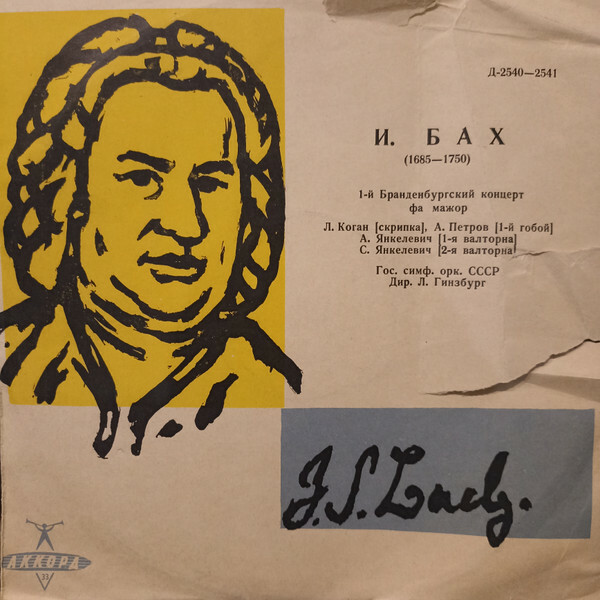 Д-2540—2541
И. БАХ
(1685—1750)
1-й Бранденбургский концерт
фа мажор
Л. Коган [скрипка], А. Петров [1-й гобой]
А. Янкелевич [1-я валторна]
С. Янкелевич [2-я валторна]
Гос. симф. орк. СССР
Дир. Л. Гинзбург
J. S. Bach.
АККОРД
33